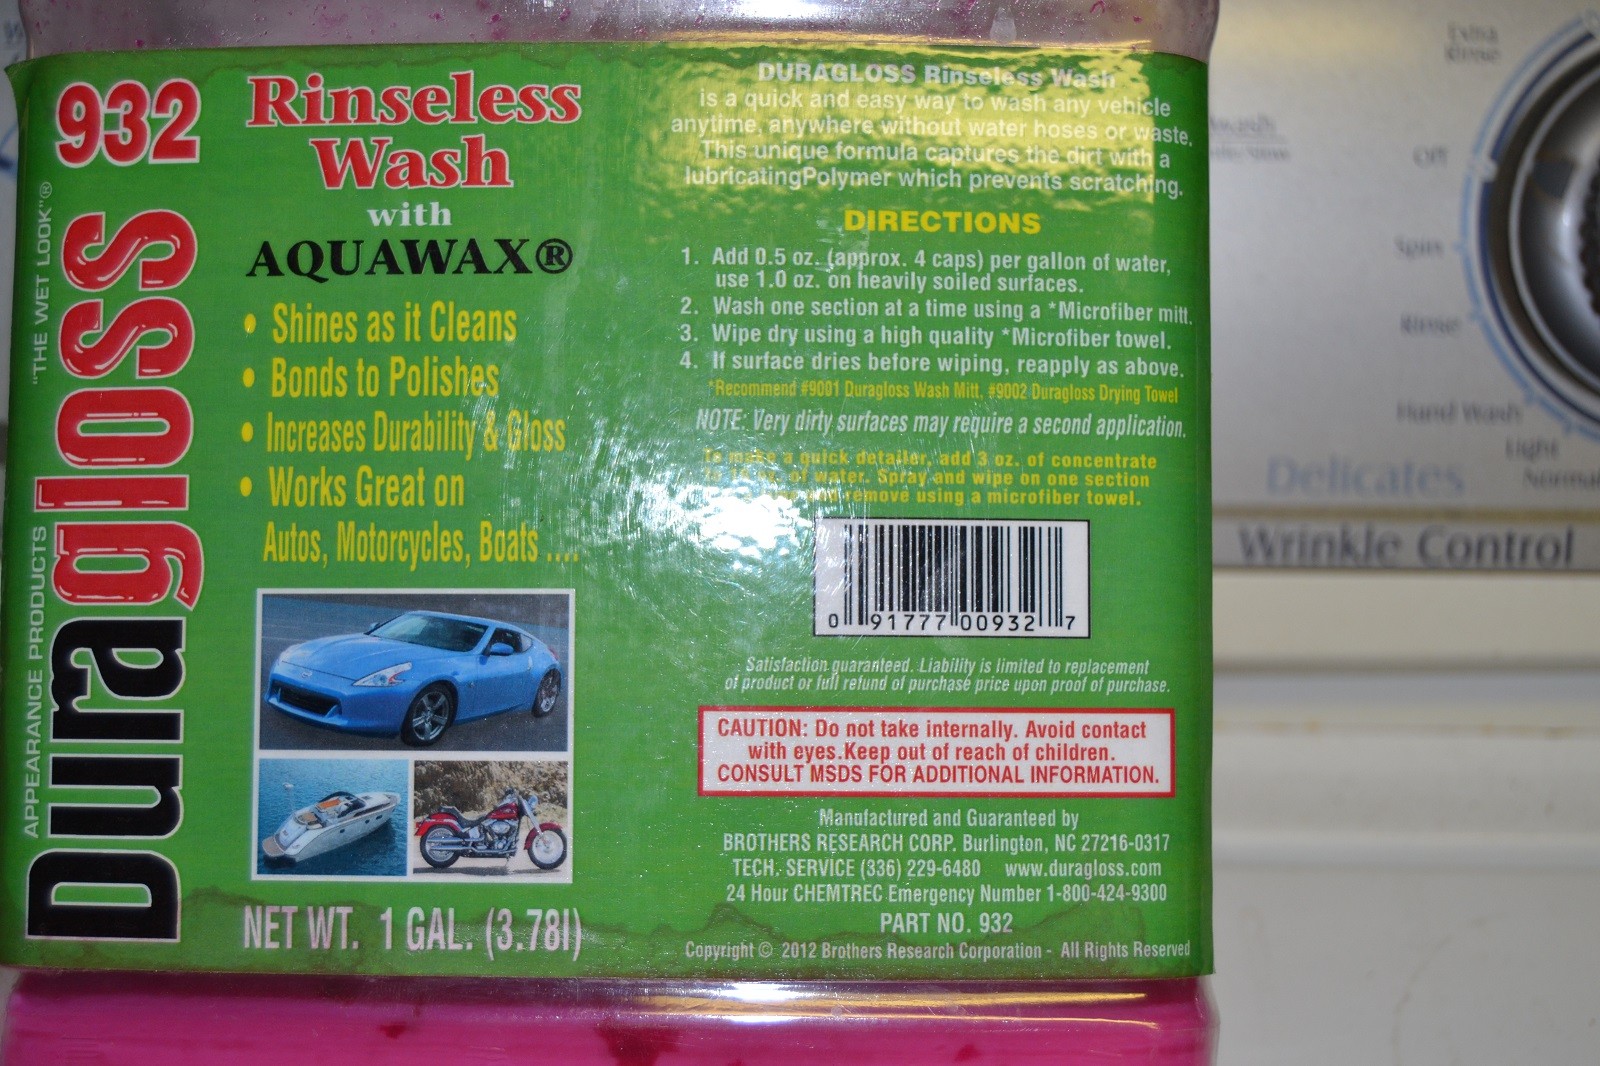 932
Duragloss
"THE WET LOOK"®
APPEARANCE PRODUCTS
Rinseless
Wash
with
AQUAWAX®
• Shines as it Cleans
• Bonds to Polishes
• Increases Durability & Gloss
• Works Great on
Autos, Motorcycles, Boats ....
NET WT. 1 GAL. (3.78l)
DURAGLOSS Rinseless Wash
is a quick and easy way to wash any vehicle
anytime, anywhere without water hoses or waste.
This unique formula captures the dirt with a
lubricatingPolymer which prevents scratching.
DIRECTIONS
1. Add 0.5 oz. (approx. 4 caps) per gallon of water,
use 1.0 oz. on heavily soiled surfaces.
2. Wash one section at a time using a *Microfiber mitt.
3. Wipe dry using a high quality *Microfiber towel.
4. If surface dries before wiping, reapply as above.
*Recommend #9001 Duragloss Wash Mitt, #9002 Duragloss Drying Towel
NOTE: Very dirty surfaces may require a second application.
To make a quick detailer, add 3 oz. of concentrate
of water. Spray and wipe on one section
and remove using a microfiber towel.
0 91777 00932 7
Satisfaction guaranteed. Liability is limited to replacement
of product or full refund of purchase price upon proof of purchase.
CAUTION: Do not take internally. Avoid contact
with eyes.Keep out of reach of children.
CONSULT MSDS FOR ADDITIONAL INFORMATION.
Manufactured and Guaranteed by
BROTHERS RESEARCH CORP. Burlington, NC 27216-0317
TECH. SERVICE (336) 229-6480 www.duragloss.com
24 Hour CHEMTREC Emergency Number 1-800-424-9300
PART NO. 932
Copyright © 2012 Brothers Research Corporation - All Rights Reserved
Extra
Rinse
Off
Spin
Rinse
Hand Wash
Light
Normal
Delicates
Wrinkle Control